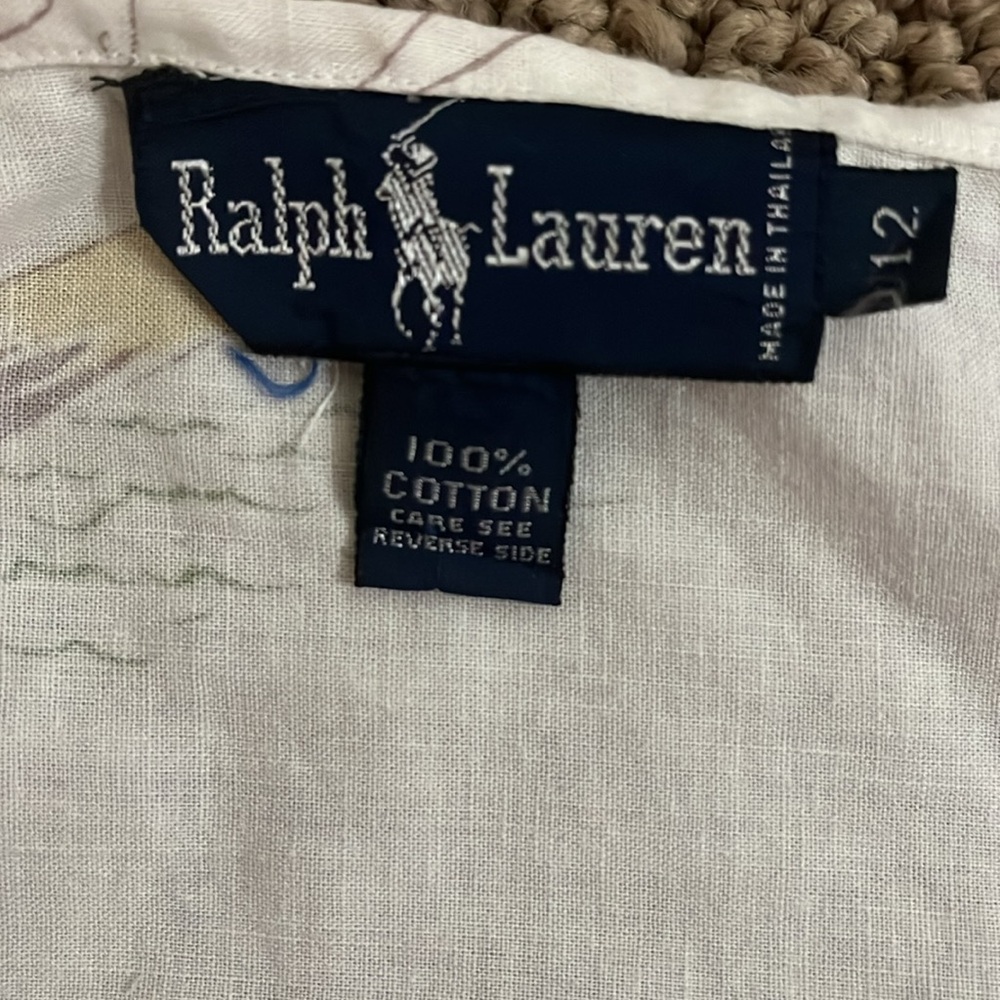 Ralph Lauren
MADE IN THAILA
12
100%
COTTON
CARE SEE
REVERSE SIDE